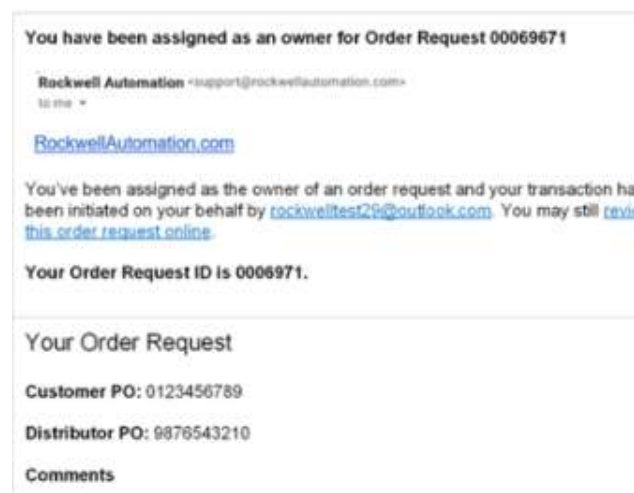 You have been assigned as an owner for Order Request 00069671
Rockwell Automation <support@rockwellautomation.com>
to me
RockwellAutomation.com
You've been assigned as the owner of an order request and your transaction ha
been initiated on your behalf by rockwelltest29@outlook.com. You may still revi
this order request online.
Your Order Request ID is 0006971.
Your Order Request
Customer PO: 0123456789
Distributor PO: 9876543210
Comments